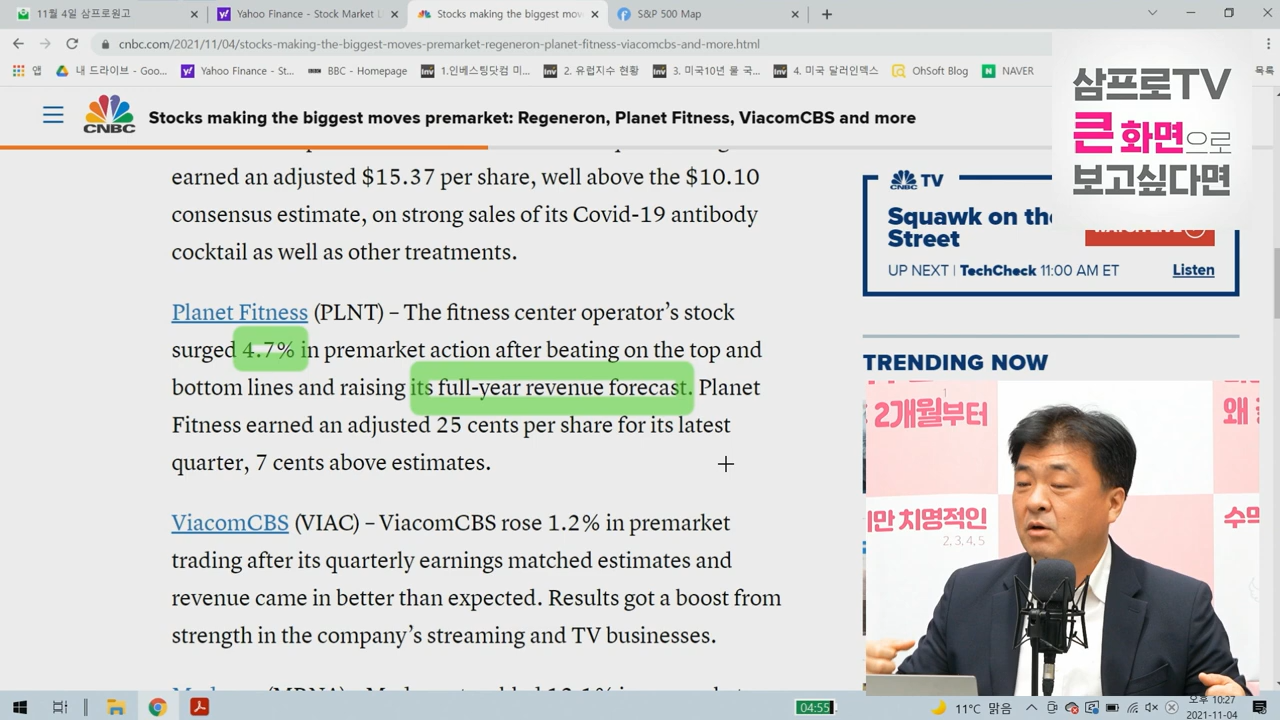 11월 4일 삼프로원고
Yahoo Finance - Stock Market L
Stocks making the biggest move
S&P 500 Map
cnbc.com/2021/11/04/stocks-making-the-biggest-moves-premarket-regeneron-planet-fitness-viacomcbs-and-more.html
앱
내 드라이브 - Goo...
Yahoo Finance - St...
BBC - Homepage
1.인베스팅닷컴 미...
2. 유럽지수 현황
3. 미국10년 물 국...
4. 미국 달러인덱스
OhSoft Blog
NAVER
목록
삼프로TV
큰 화면으로
보고싶다면
CNBC
Stocks making the biggest moves premarket: Regeneron, Planet Fitness, ViacomCBS and more
earned an adjusted $15.37 per share, well above the $10.10
consensus estimate, on strong sales of its Covid-19 antibody
cocktail as well as other treatments.
Planet Fitness (PLNT) – The fitness center operator's stock
surged 4.7% in premarket action after beating on the top and
bottom lines and raising its full-year revenue forecast. Planet
Fitness earned an adjusted 25 cents per share for its latest
quarter, 7 cents above estimates.
ViacomCBS (VIAC) – ViacomCBS rose 1.2% in premarket
trading after its quarterly earnings matched estimates and
revenue came in better than expected. Results got a boost from
strength in the company's streaming and TV businesses.
CNBC TV
Squawk on the
Street
UP NEXT | TechCheck 11:00 AM ET
Listen
TRENDING NOW
2개월부터
왜
치명적인
2.3.4.5
04:55
11°C 맑음
오후 10:27
2021-11-04